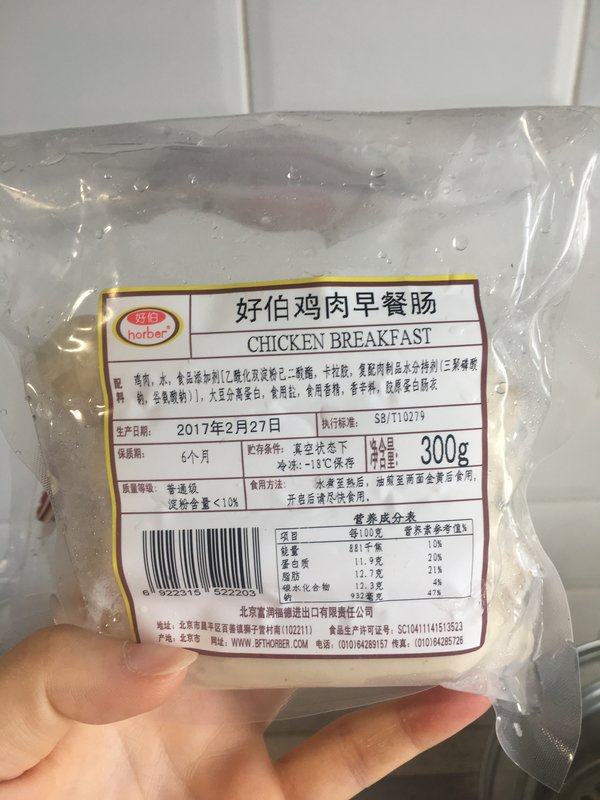 好伯
horber®
好伯鸡肉早餐肠
CHICKEN BREAKFAST
配料
鸡肉，水，食品添加剂[乙酰化双淀粉已二酸酯，卡拉胶，复配肉制品水分持剂(三聚磷酸
钠，谷氨酸钠)]，大豆分离蛋白，食用盐，食用香精，香辛料，胶原蛋白肠衣
生产日期： 2017年2月27日
执行标准： SB/T10279
保质期： 6个月
贮存条件： 真空状态下
冷冻:-18℃保存
净含量： 300g
质量等级： 普通级
淀粉含量<10%
食用方法： 水煮至熟后，油煎至两面金黄后食用，
开启后请尽快食用。
营养成分表
项目 每100克 营养素参考值%
能量 881千焦 10%
蛋白质 11.9克 20%
脂肪 12.7克 21%
碳水化合物 12.3克 4%
钠 932毫克 47%
6 922315 522203
北京富润福德进出口有限责任公司
地址：北京市昌平区百善镇狮子营村南(102211) 食品生产许可证号：SC10411141513523
产地：北京市 网址：WWW.BFTHORBER.COM 电话：(010)64289157 传真：(010)64285726